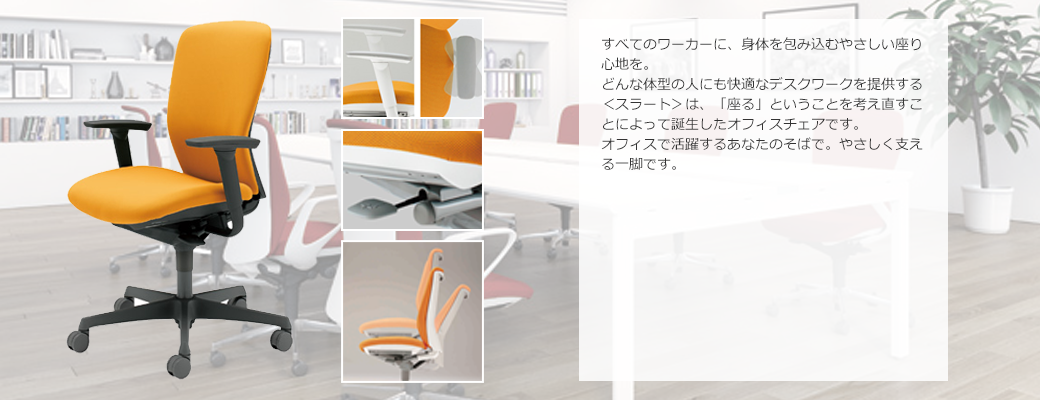 すべてのワーカーに、身体を包み込むやさしい座り
心地を。
どんな体型の人にも快適なデスクワークを提供する
＜スラート＞は、「座る」ということを考え直すこ
とによって誕生したオフィスチェアです。
オフィスで活躍するあなたのそばで。やさしく支え
る一脚です。